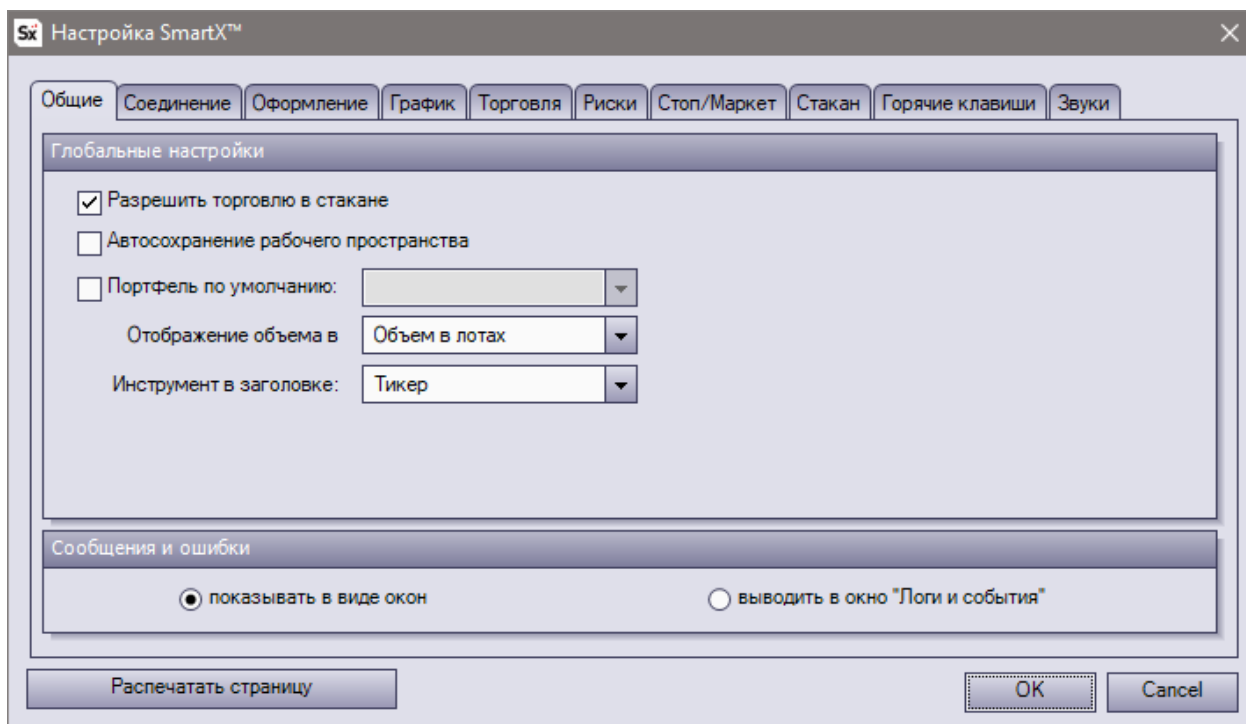 Sx Настройка SmartX™
Общие Соединение Оформление График Торговля Риски Стоп/Маркет Стакан Горячие клавиши Звуки
Глобальные настройки
Разрешить торговлю в стакане
Автосохранение рабочего пространства
Портфель по умолчанию:
Отображение объема в Объем в лотах
Инструмент в заголовке: Тикер
Сообщения и ошибки
показывать в виде окон выводить в окно "Логи и события"
Распечатать страницу OK Cancel